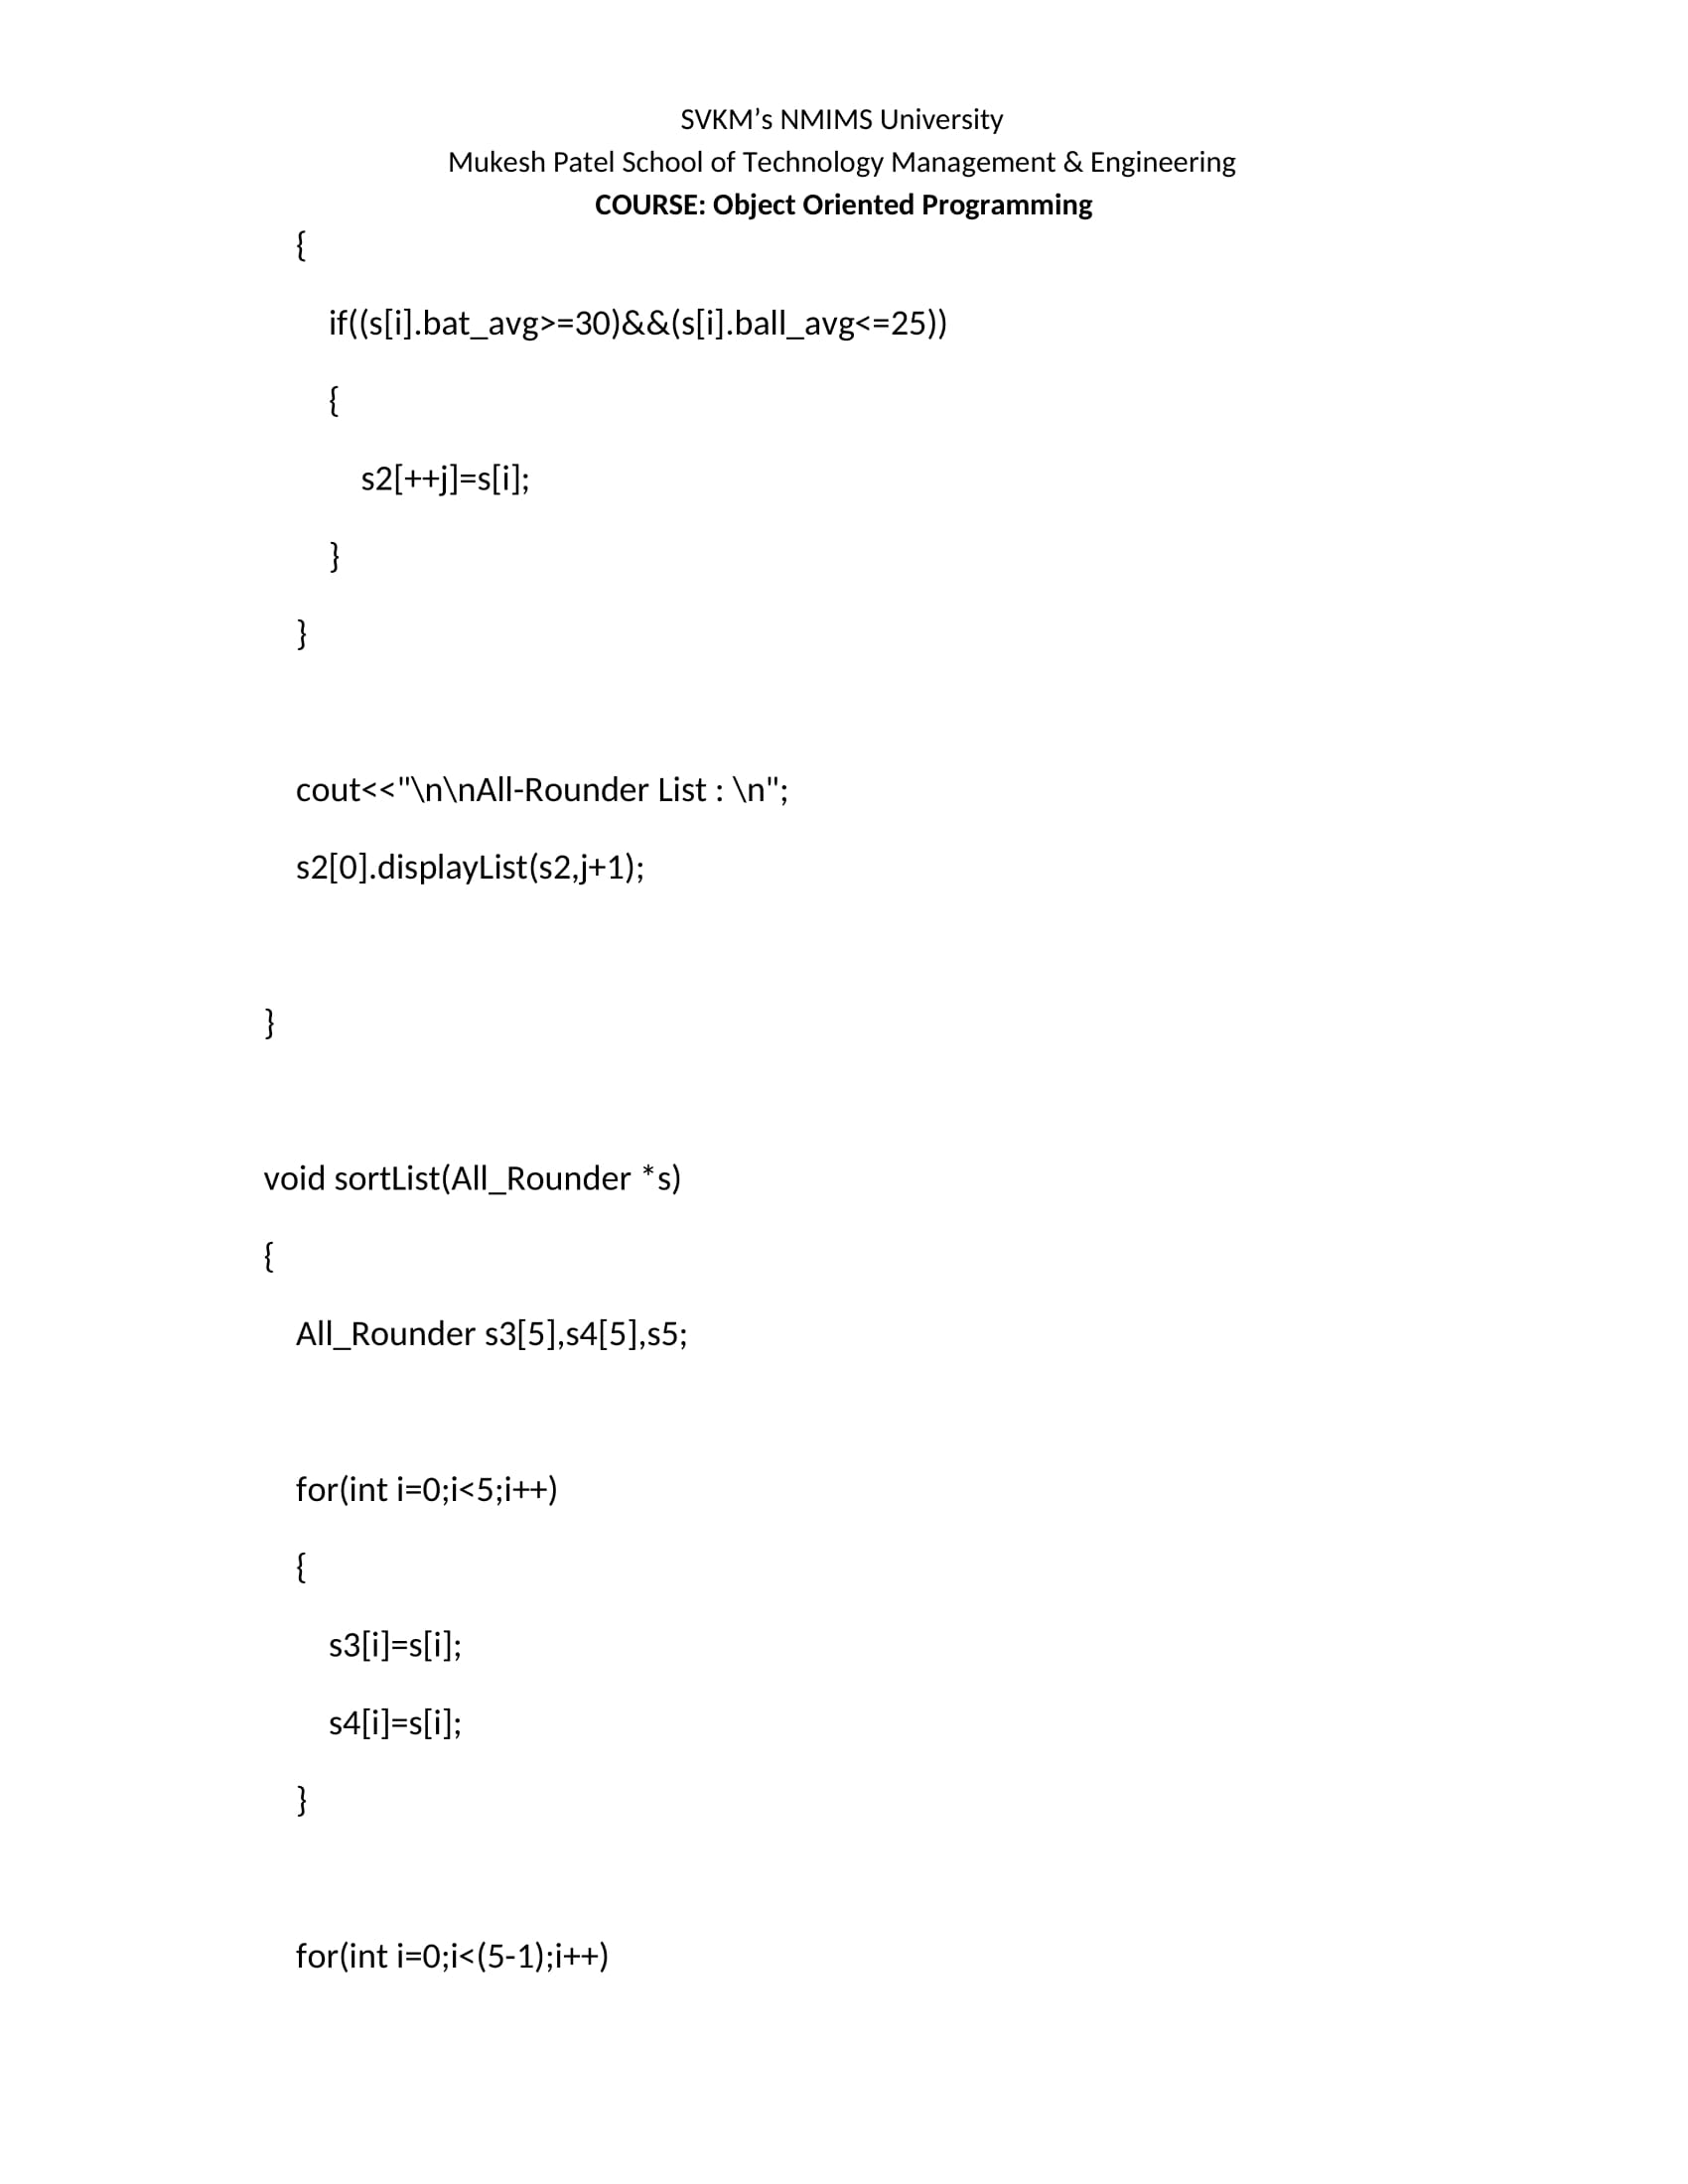 SVKM’s NMIMS University
Mukesh Patel School of Technology Management & Engineering
COURSE: Object Oriented Programming
{
if((s[i].bat_avg>=30)&&(s[i].ball_avg<=25))
{
s2[++j]=s[i];
}
}
cout<<"\n\nAll-Rounder List : \n";
s2[0].displayList(s2,j+1);
}
void sortList(All_Rounder *s)
{
All_Rounder s3[5],s4[5],s5;
for(int i=0;i<5;i++)
{
s3[i]=s[i];
s4[i]=s[i];
}
for(int i=0;i<(5-1);i++)